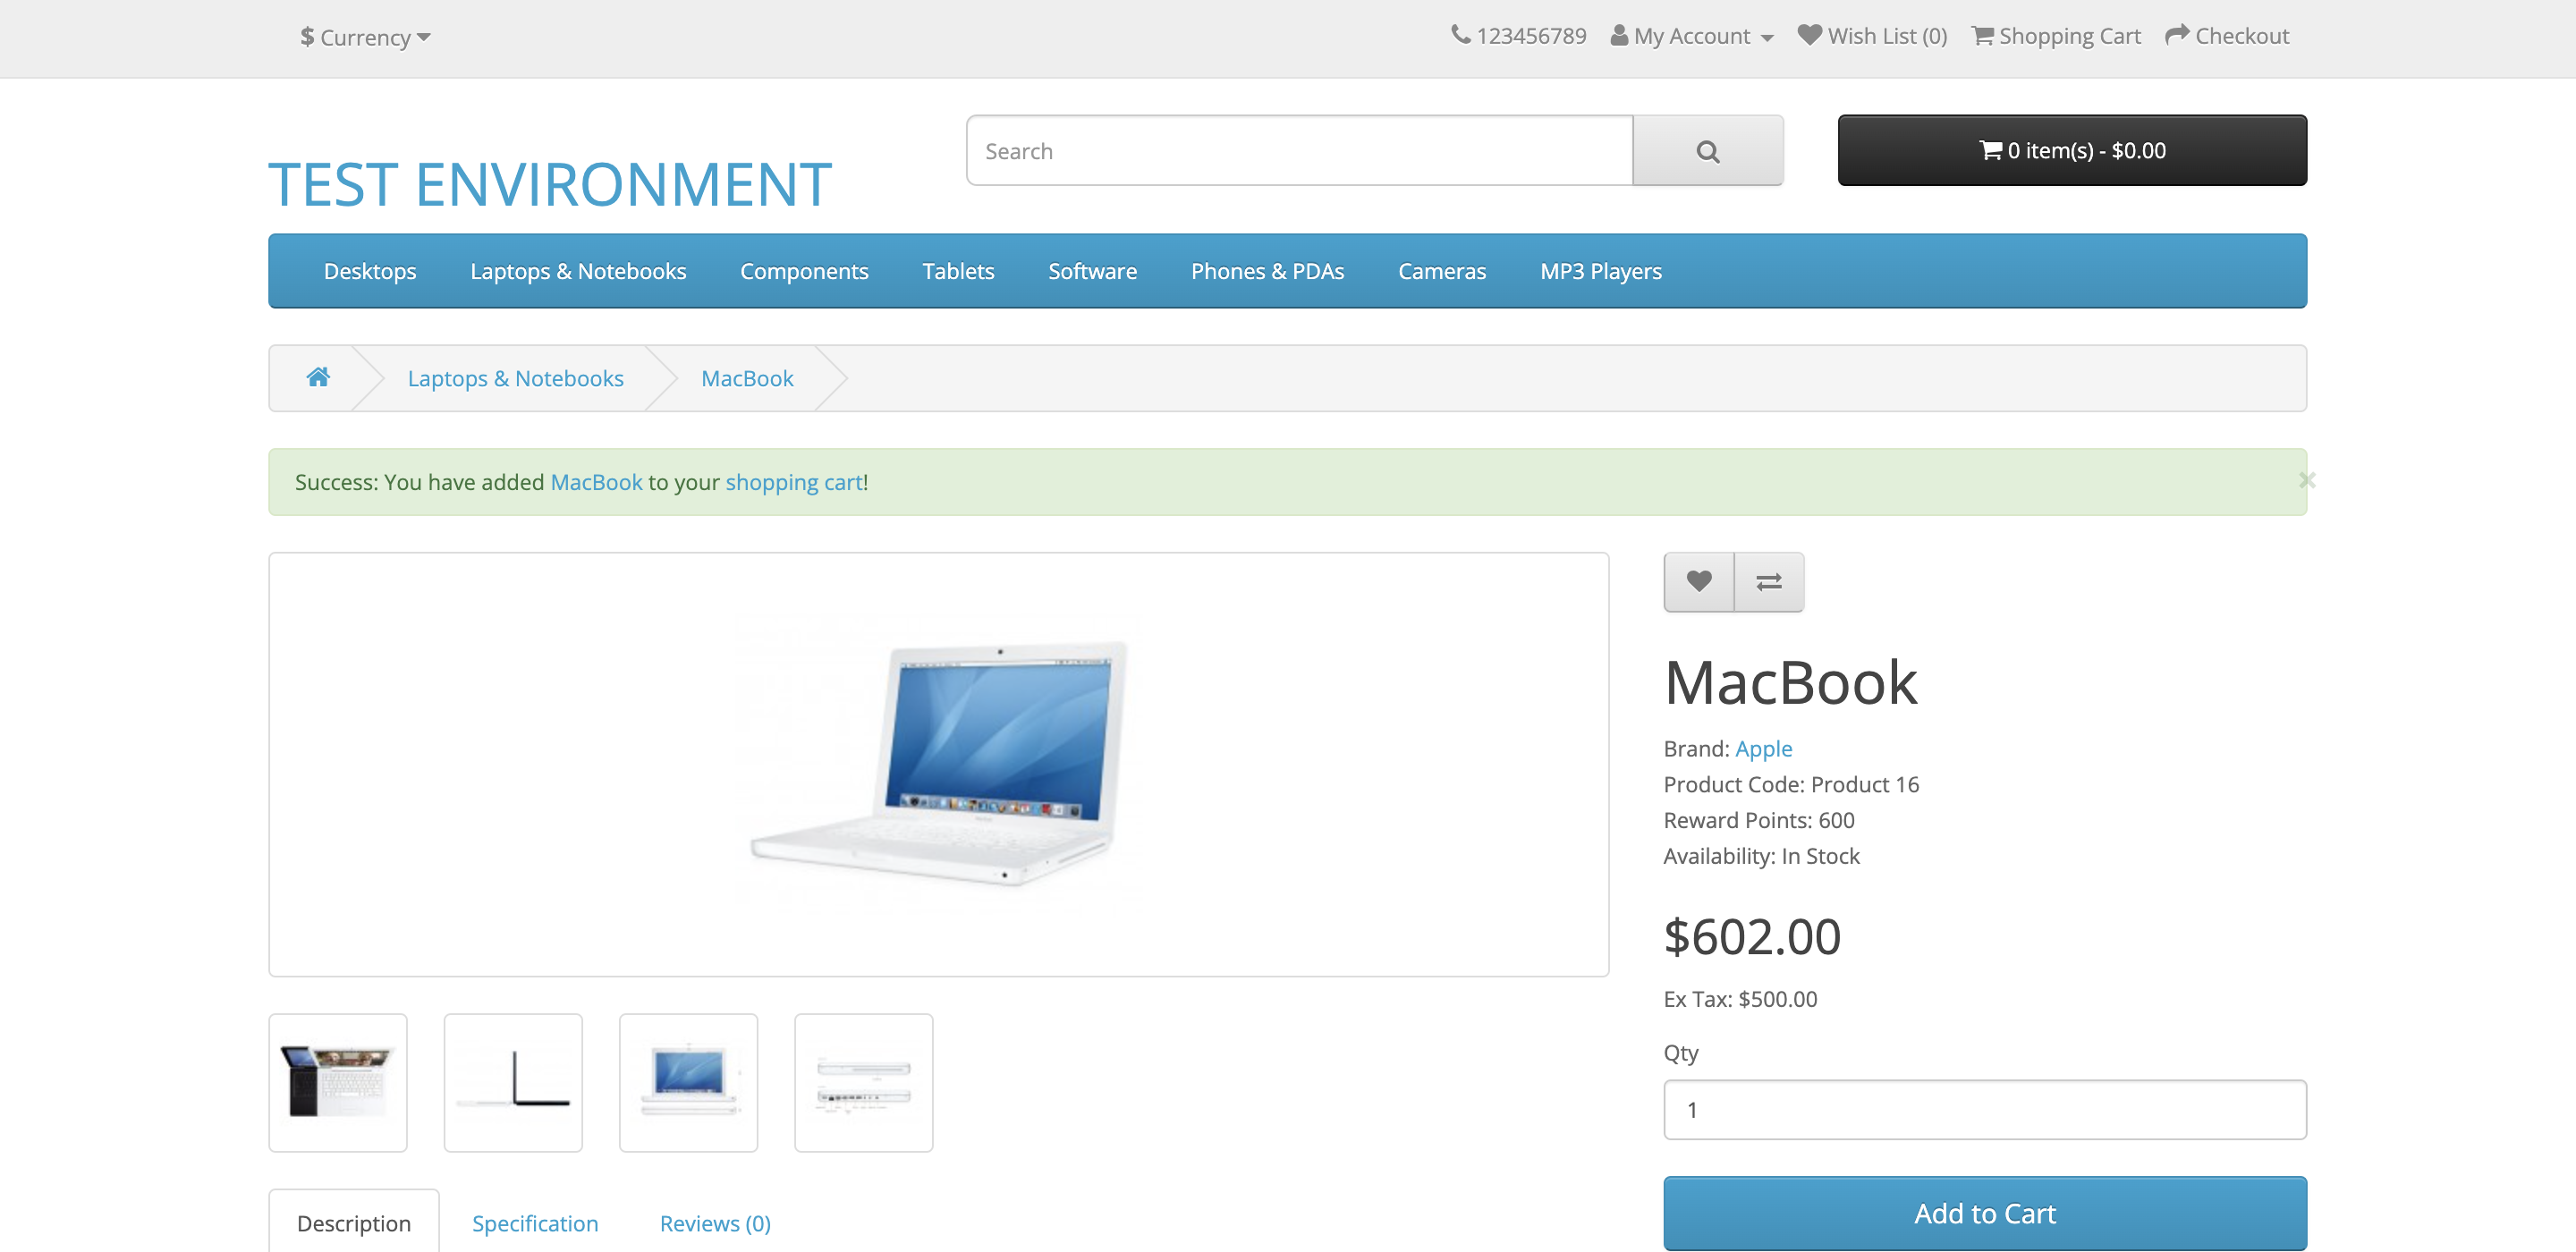 $ Currency
123456789 My Account Wish List (0) Shopping Cart Checkout
TEST ENVIRONMENT
Search
0 item(s) - $0.00
Desktops Laptops & Notebooks Components Tablets Software Phones & PDAs Cameras MP3 Players
Laptops & Notebooks MacBook
Success: You have added MacBook to your shopping cart!
×
MacBook
Brand: Apple
Product Code: Product 16
Reward Points: 600
Availability: In Stock
$602.00
Ex Tax: $500.00
Qty
1
Add to Cart
Description Specification Reviews (0)